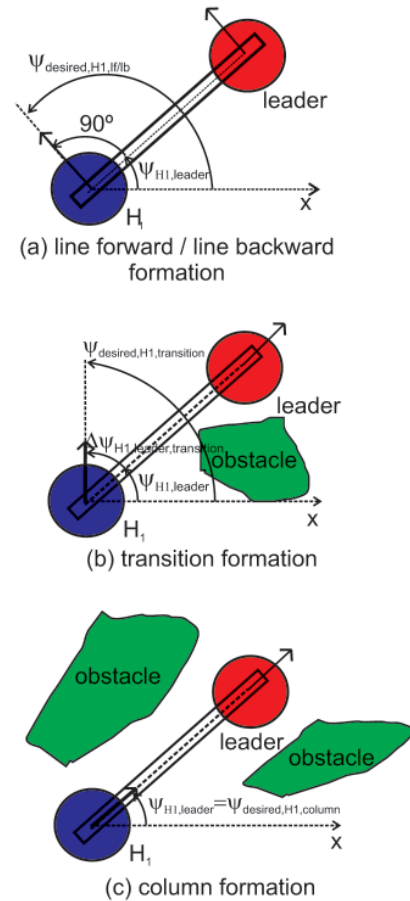 ψdesired,H1,lf/lb
leader
90º
ψH1,leader
H1
x
(a) line forward / line backward
formation
ψdesired,H1,transition
leader
ΔψH1,leader,transition
obstacle
ψH1,leader
H1
x
(b) transition formation
obstacle
leader
obstacle
ψH1,leader=ψdesired,H1,column
H1
x
(c) column formation